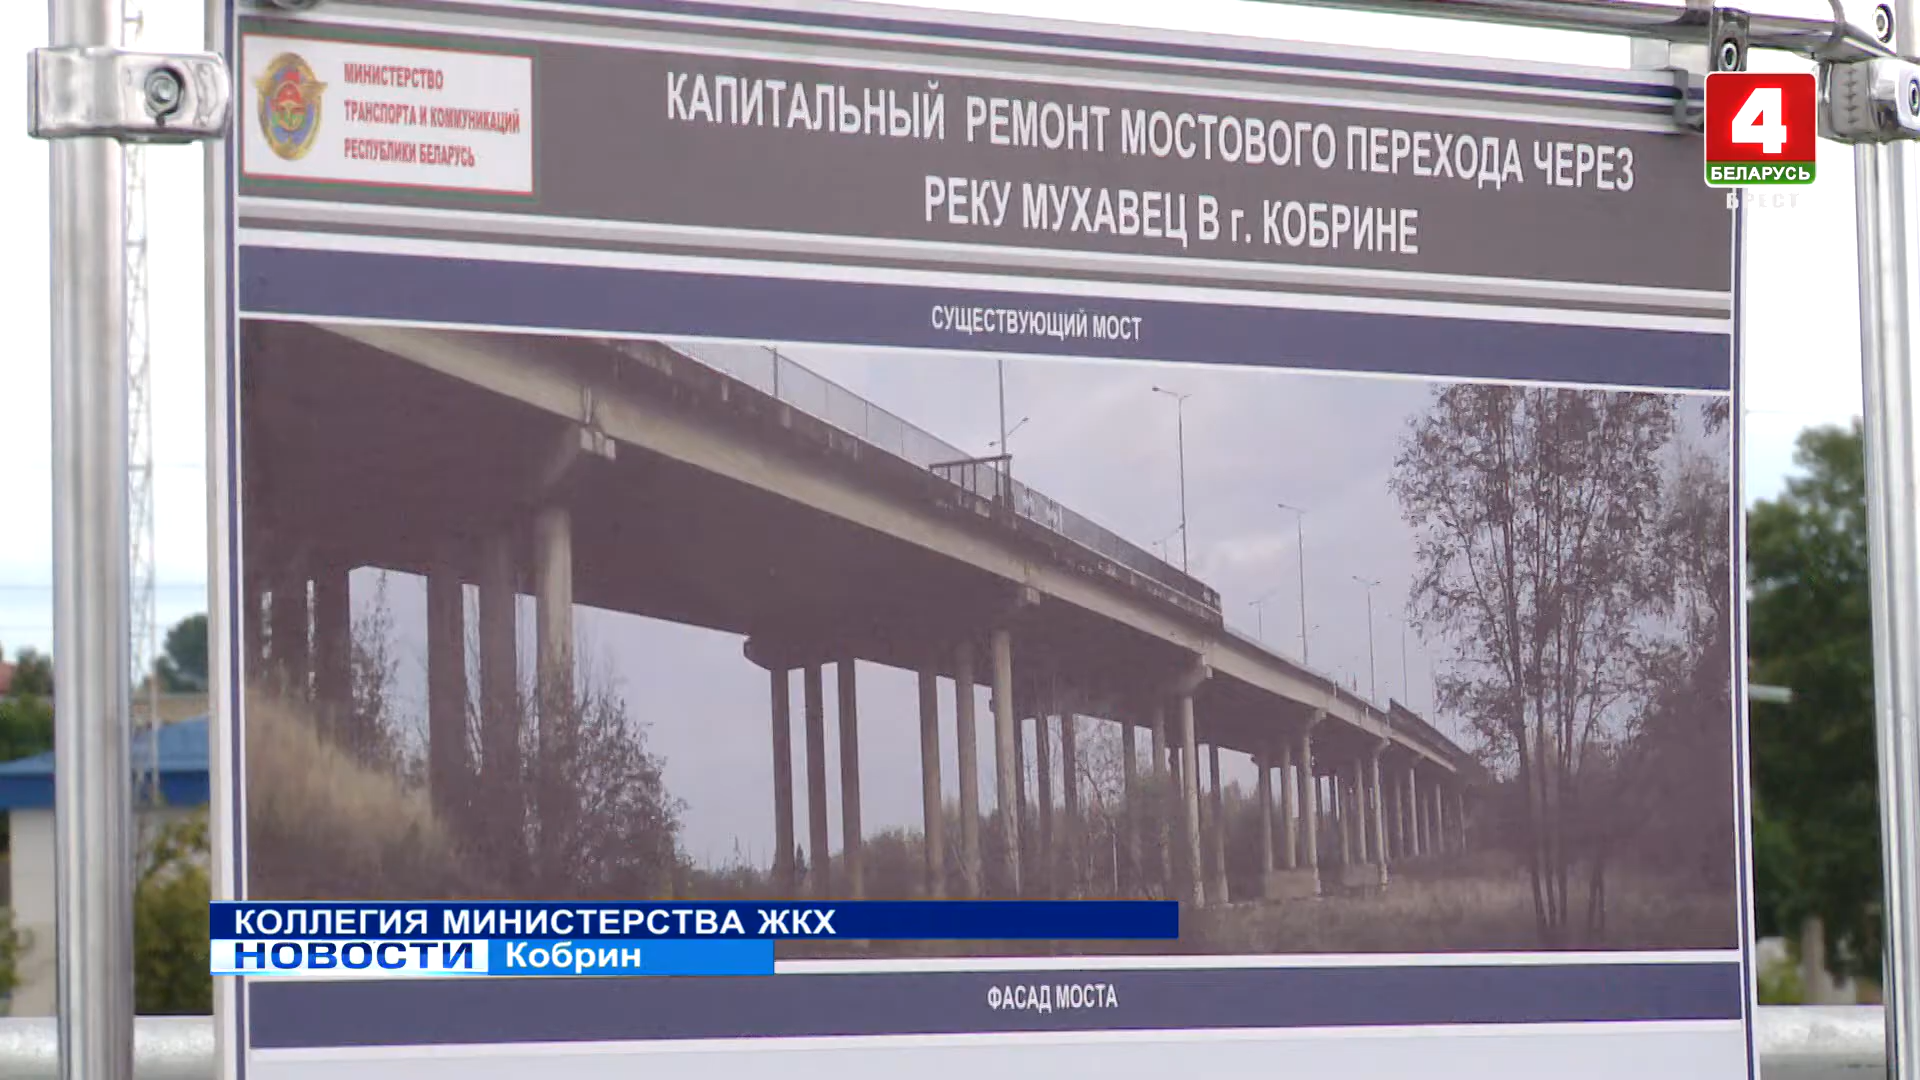 МИНИСТЕРСТВО
ТРАНСПОРТА И КОММУНИКАЦИЙ
РЕСПУБЛИКИ БЕЛАРУСЬ
КАПИТАЛЬНЫЙ РЕМОНТ МОСТОВОГО ПЕРЕХОДА ЧЕРЕЗ
РЕКУ МУХАВЕЦ В г. КОБРИНЕ
4
БЕЛАРУСЬ
БРЕСТ
СУЩЕСТВУЮЩИЙ МОСТ
КОЛЛЕГИЯ МИНИСТЕРСТВА ЖКХ
НОВОСТИ Кобрин
ФАСАД МОСТА